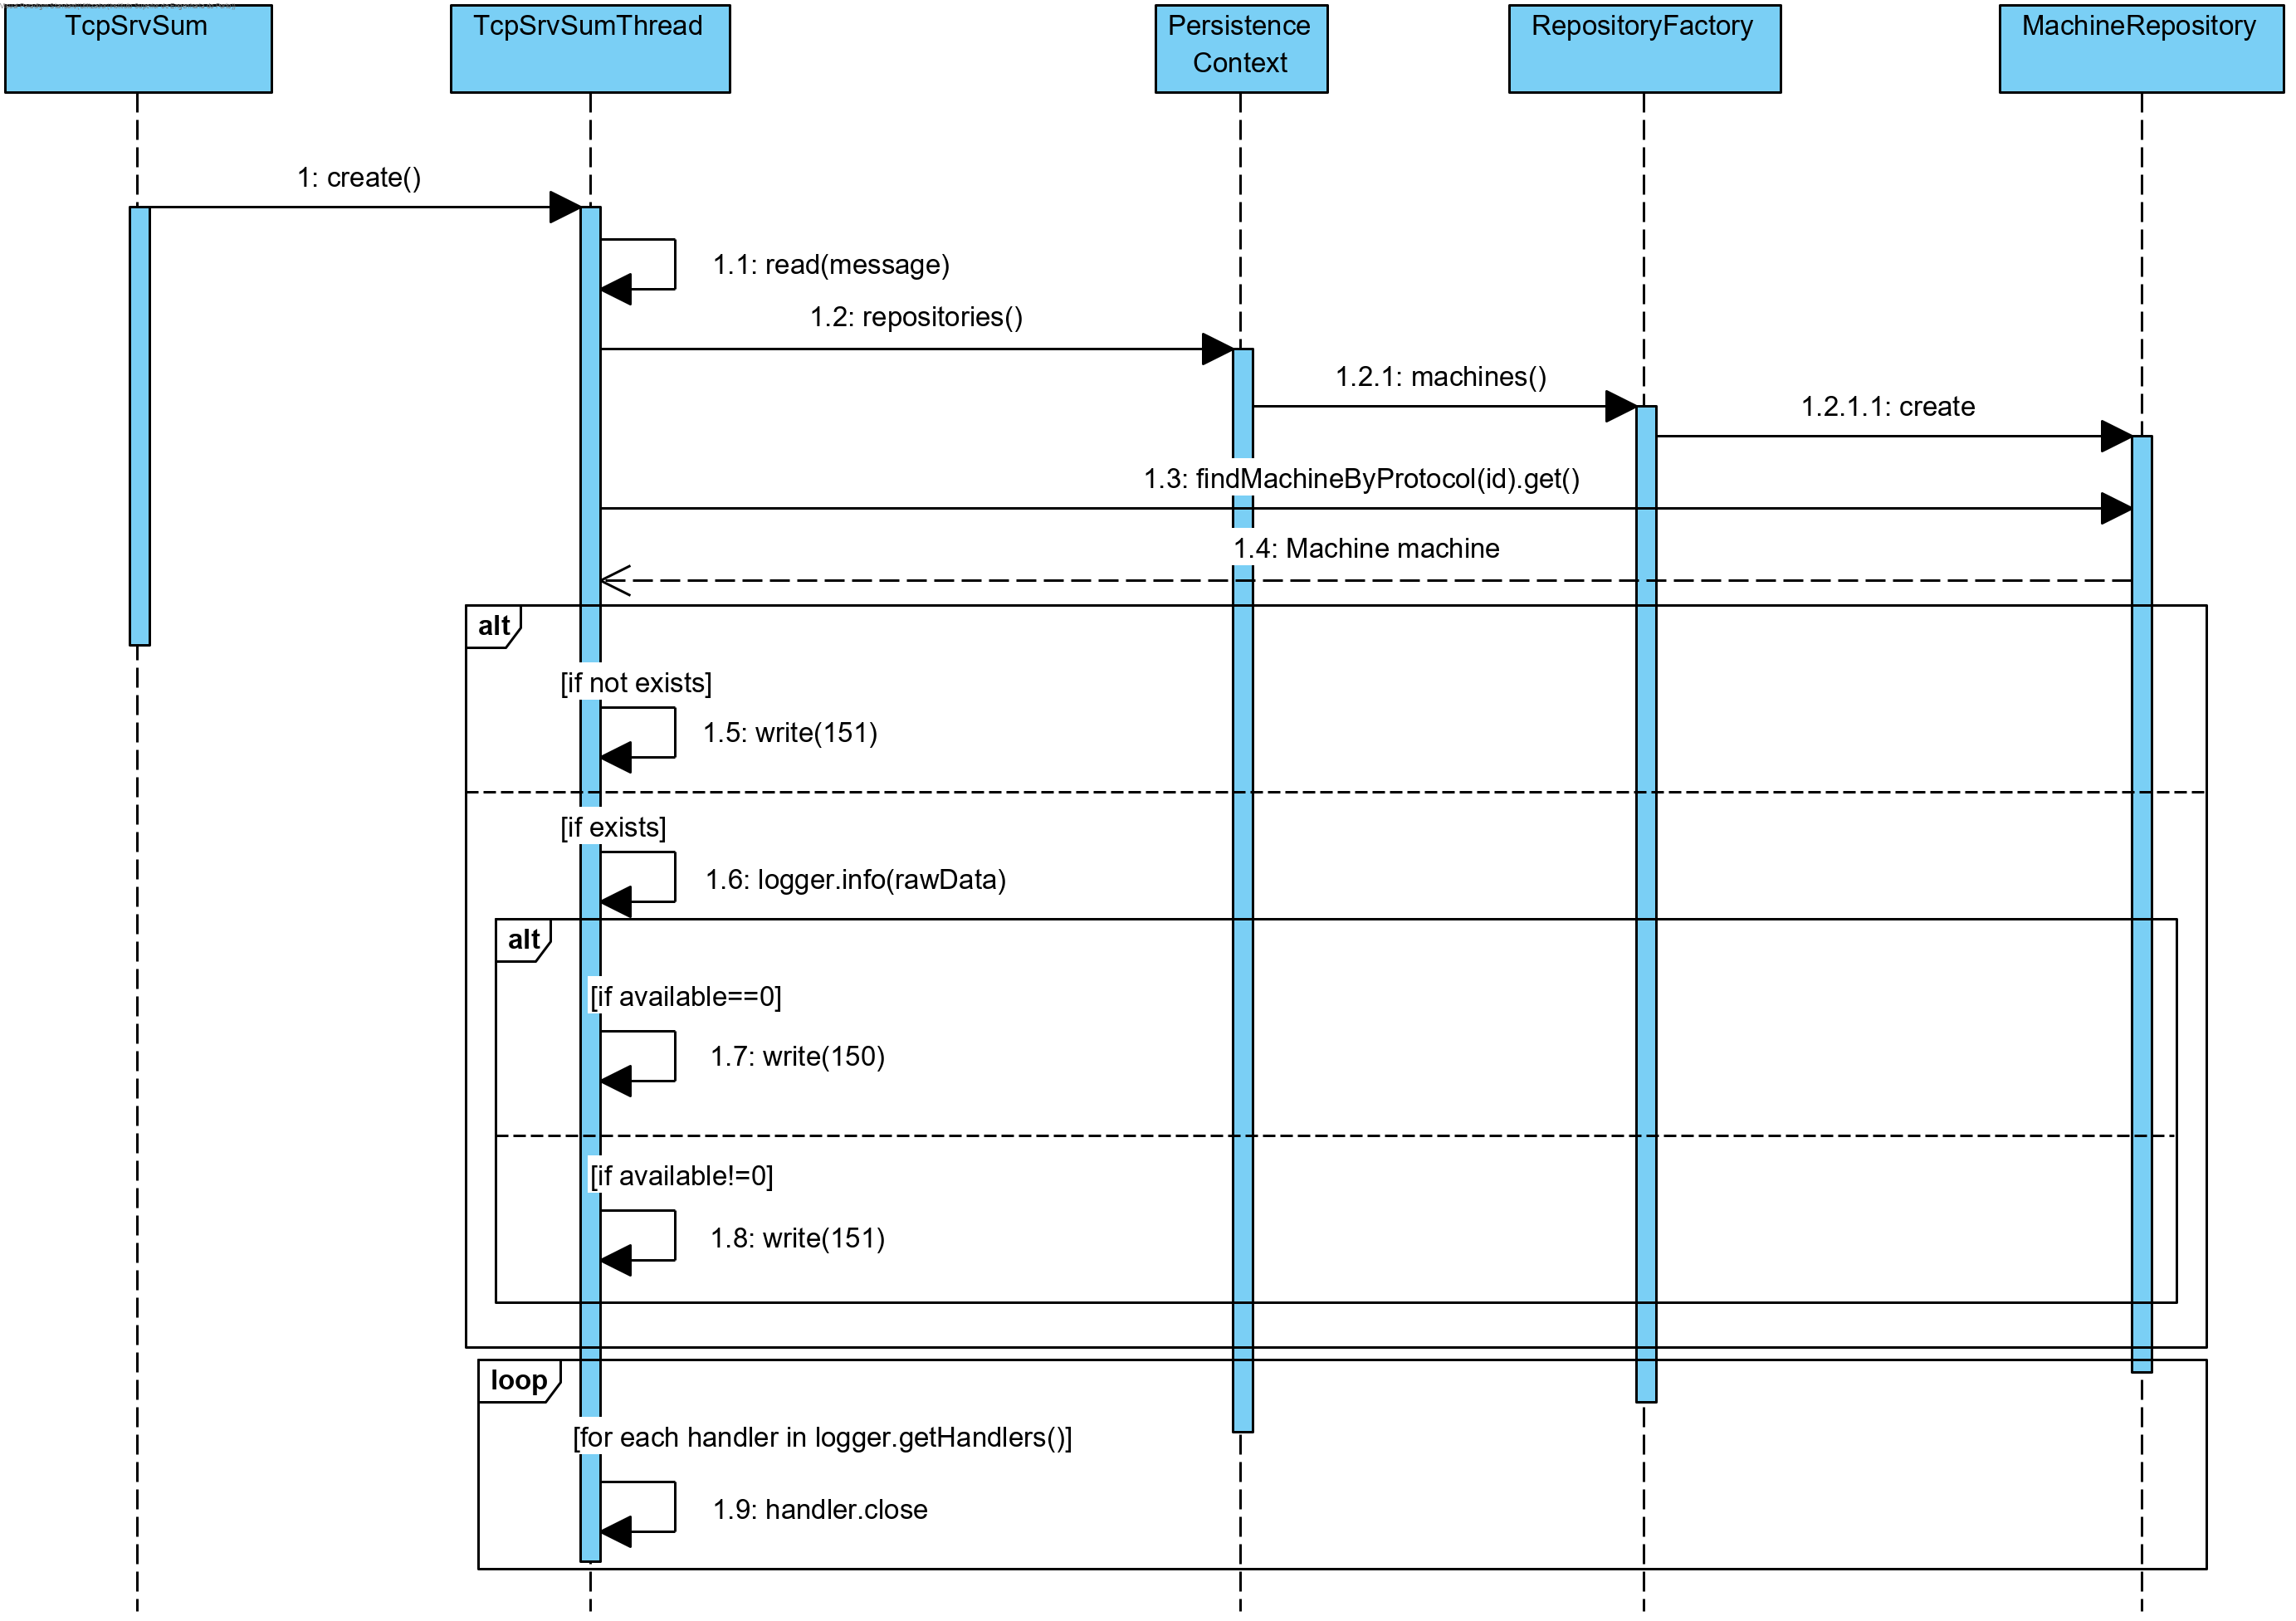 TcpSrvSum
TcpSrvSumThread
Persistence
Context
RepositoryFactory
MachineRepository
1: create()
1.1: read(message)
1.2: repositories()
1.2.1: machines()
1.2.1.1: create
1.3: findMachineByProtocol(id).get()
1.4: Machine machine
alt
[if not exists]
1.5: write(151)
[if exists]
1.6: logger.info(rawData)
alt
[if available==0]
1.7: write(150)
[if available!=0]
1.8: write(151)
loop
[for each handler in logger.getHandlers()]
1.9: handler.close